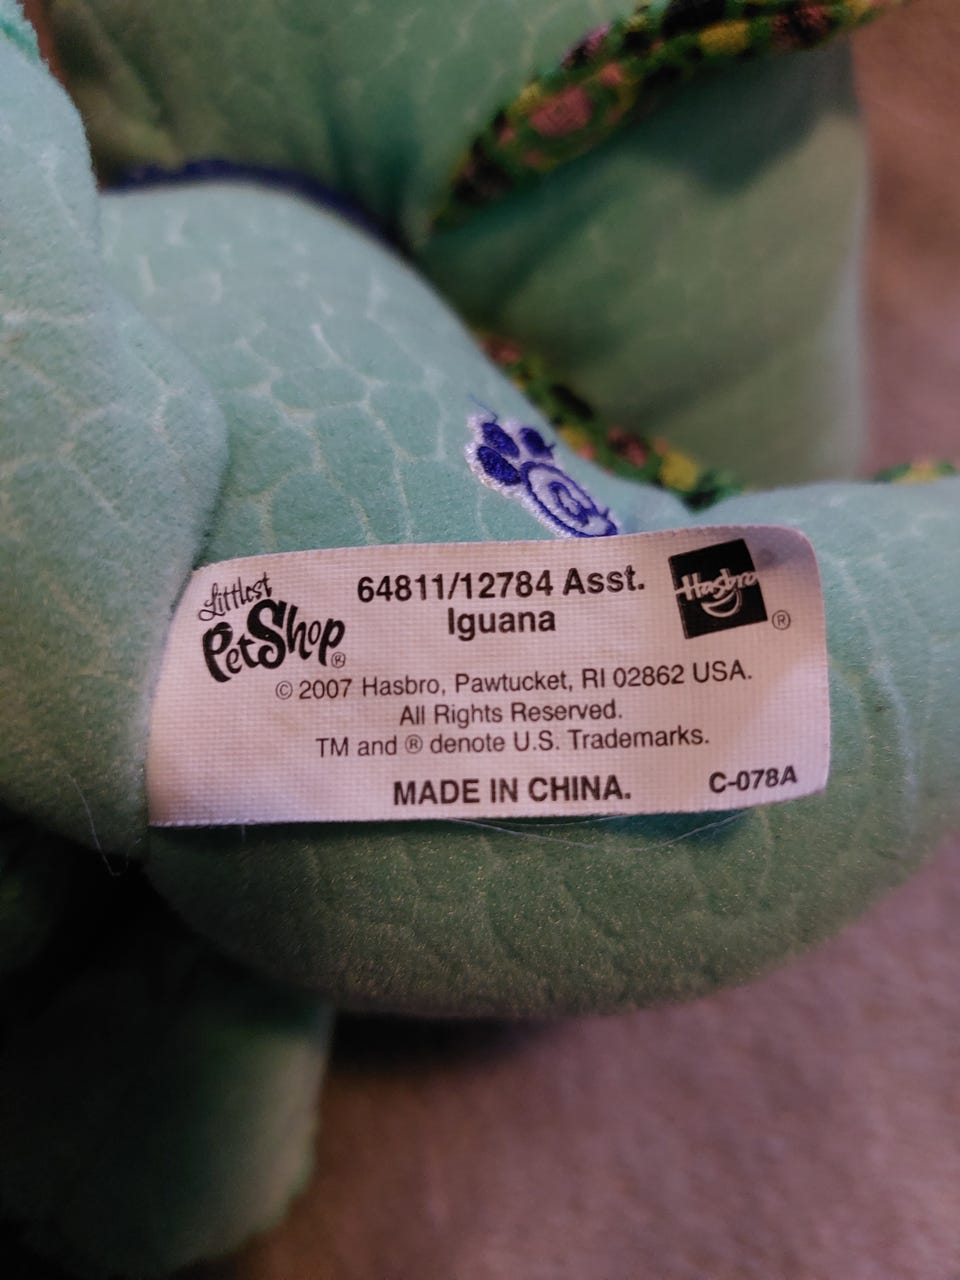 Littlest
PetShop®
64811/12784 Asst.
Iguana
Hasbro
®
© 2007 Hasbro, Pawtucket, RI 02862 USA.
All Rights Reserved.
TM and ® denote U.S. Trademarks.
MADE IN CHINA.
C-078A